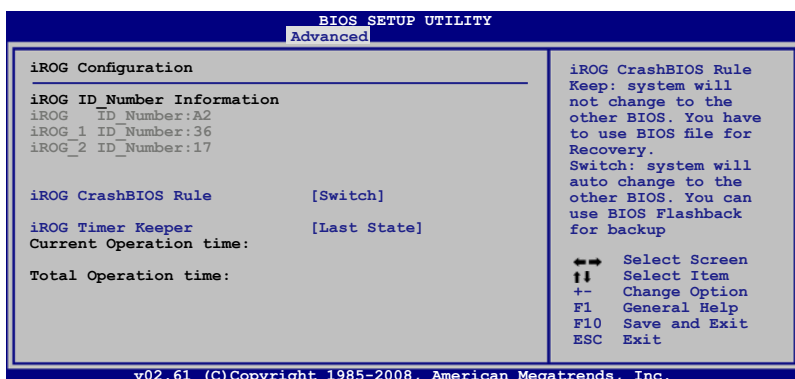 BIOS SETUP UTILITY
Advanced
iROG Configuration
iROG ID_Number Information
iROG ID_Number:A2
iROG_1 ID_Number:36
iROG_2 ID_Number:17
iROG CrashBIOS Rule [Switch]
iROG Timer Keeper [Last State]
Current Operation time:
Total Operation time:
iROG CrashBIOS Rule
Keep: system will
not change to the
other BIOS. You have
to use BIOS file for
Recovery.
Switch: system will
auto change to the
other BIOS. You can
use BIOS Flashback
for backup
←→ Select Screen
↑↓ Select Item
+- Change Option
F1 General Help
F10 Save and Exit
ESC Exit
v02.61 (C)Copyright 1985-2008, American Megatrends, Inc.